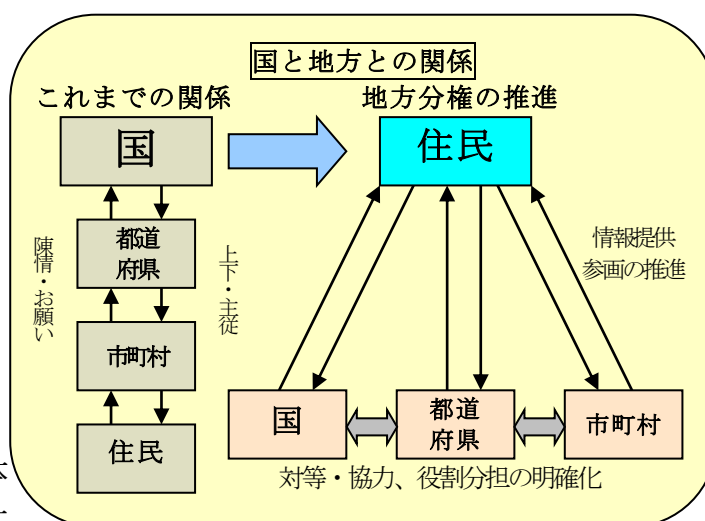 国と地方との関係
これまでの関係
地方分権の推進
国
住民
都道
府県
陳情・お願い
上下・主従
情報提供
参画の推進
市町村
住民
国
都道
府県
市町村
対等・協力、役割分担の明確化